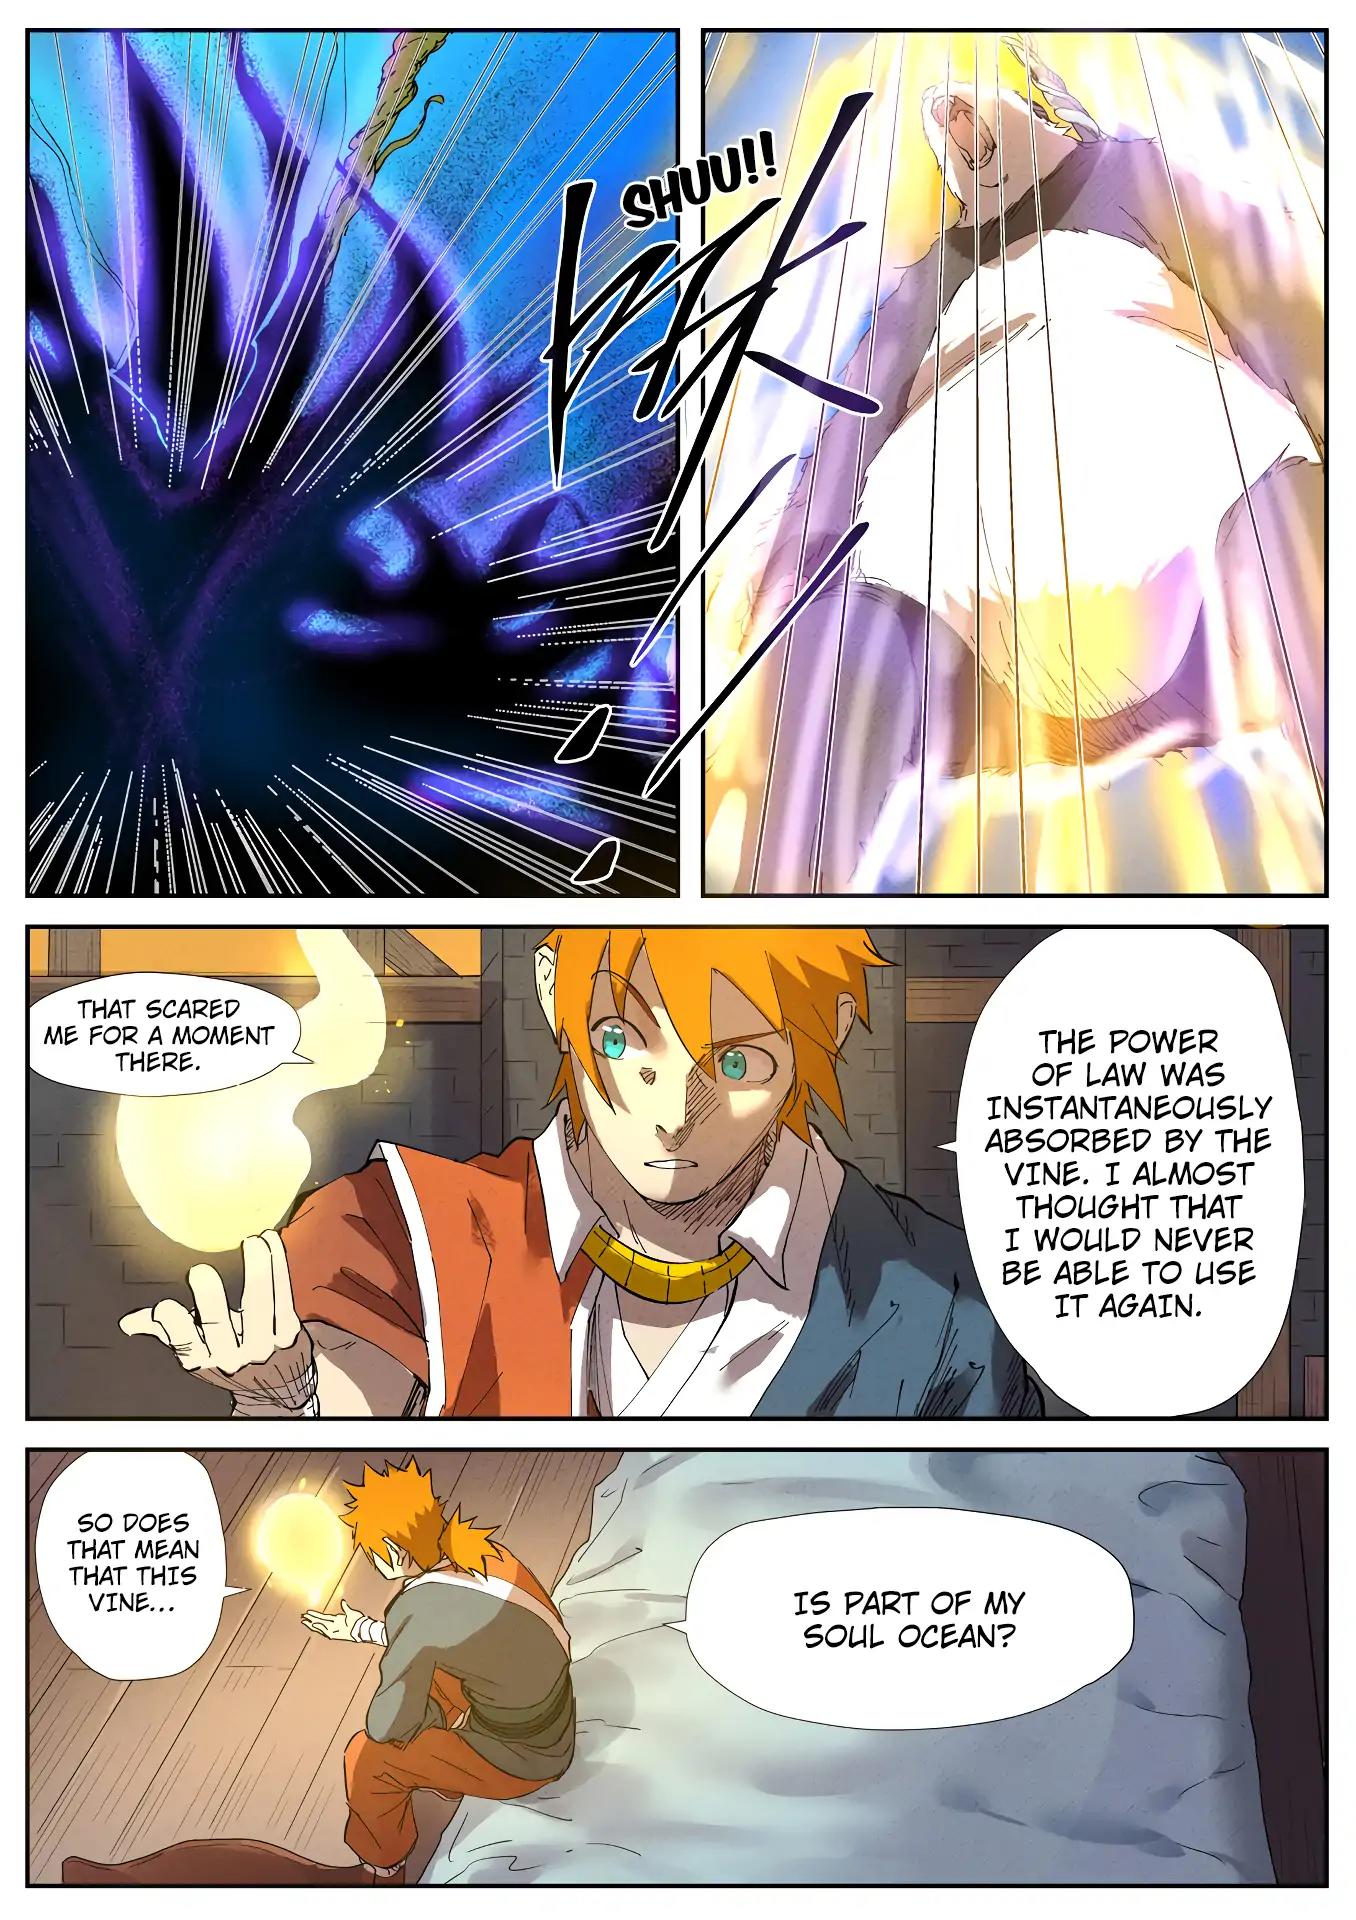 SHUU!!
THAT SCARED
ME FOR A MOMENT
THERE.
THE POWER
OF LAW WAS
INSTANTANEOUSLY
ABSORBED BY THE
VINE. I ALMOST
THOUGHT THAT
I WOULD NEVER
BE ABLE TO USE
IT AGAIN.
SO DOES
THAT MEAN
THAT THIS
VINE...
IS PART OF MY
SOUL OCEAN?